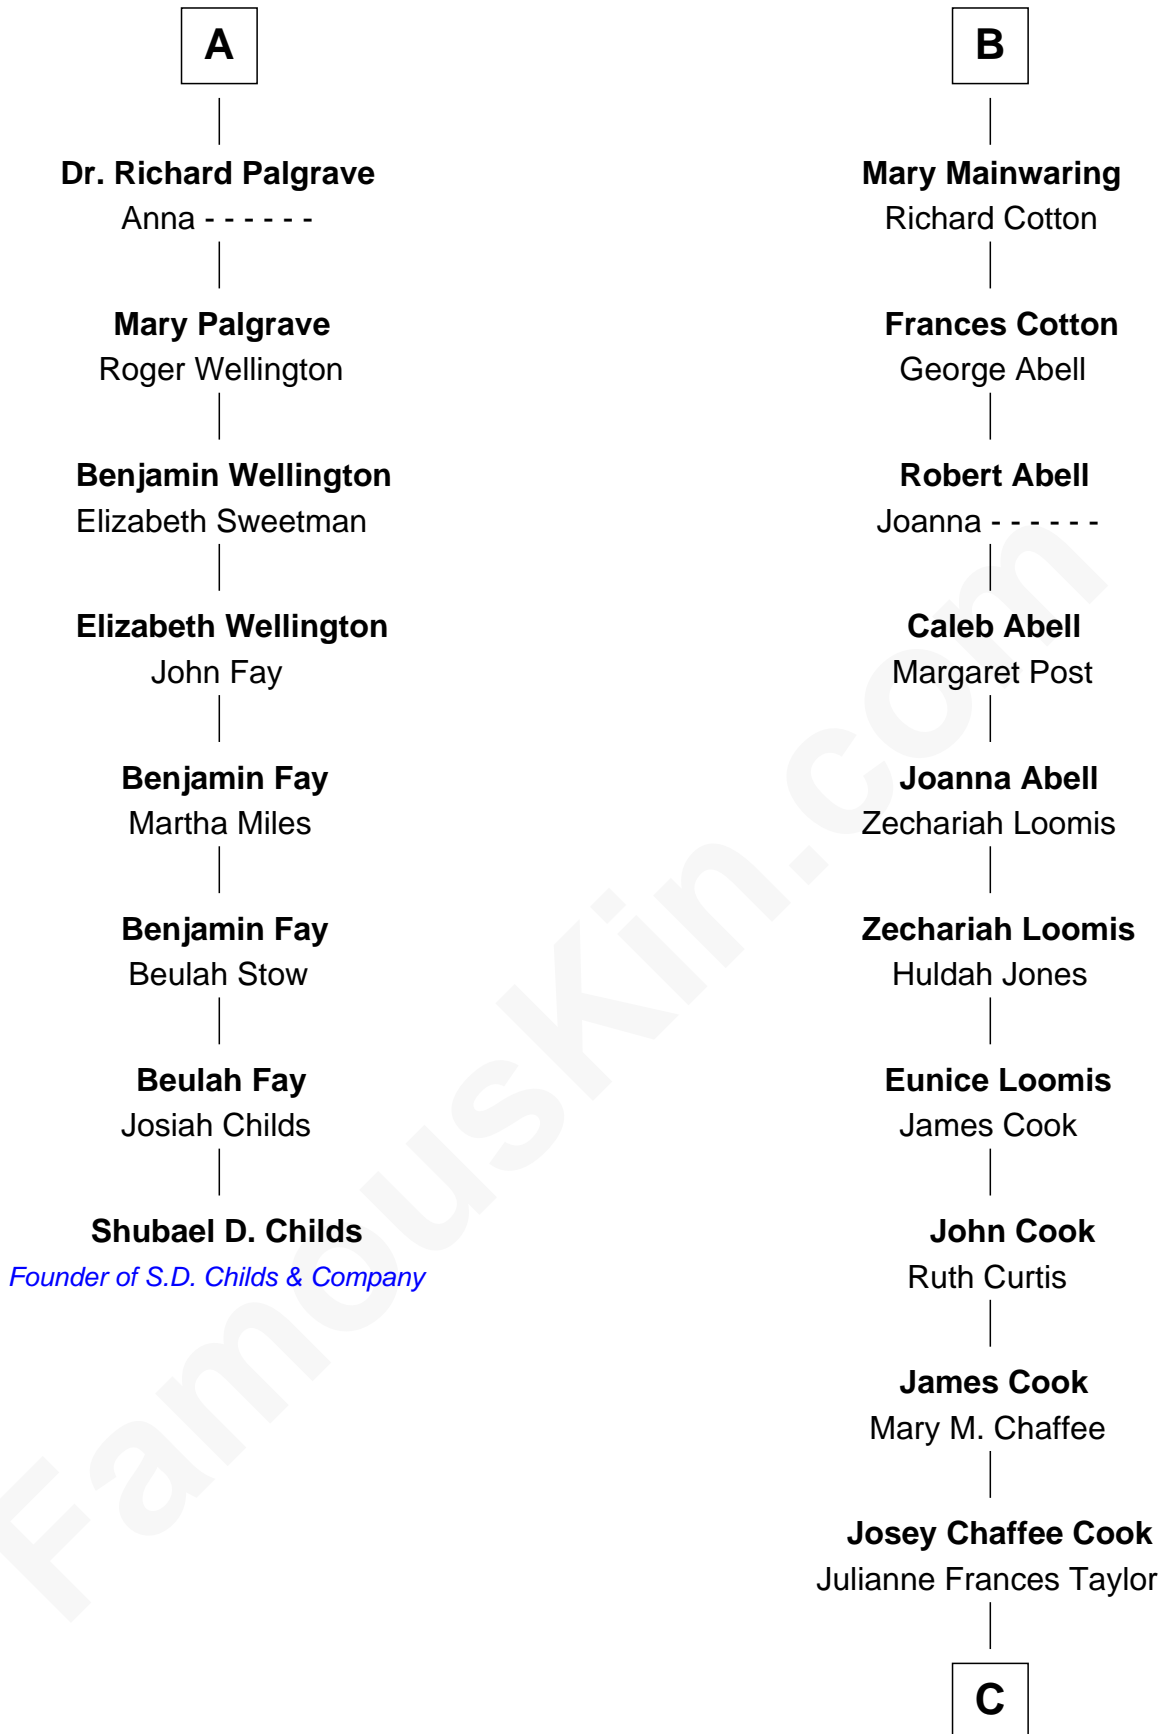 A
Dr. Richard Palgrave
Anna - - - - - -
Mary Palgrave
Roger Wellington
Benjamin Wellington
Elizabeth Sweetman
Elizabeth Wellington
John Fay
Benjamin Fay
Martha Miles
Benjamin Fay
Beulah Stow
Beulah Fay
Josiah Childs
Shubael D. Childs
Founder of S.D. Childs & Company
B
Mary Mainwaring
Richard Cotton
Frances Cotton
George Abell
Robert Abell
Joanna - - - - - -
Caleb Abell
Margaret Post
Joanna Abell
Zechariah Loomis
Zechariah Loomis
Huldah Jones
Eunice Loomis
James Cook
John Cook
Ruth Curtis
James Cook
Mary M. Chaffee
Josey Chaffee Cook
Julianne Frances Taylor
C
FamousKin.com